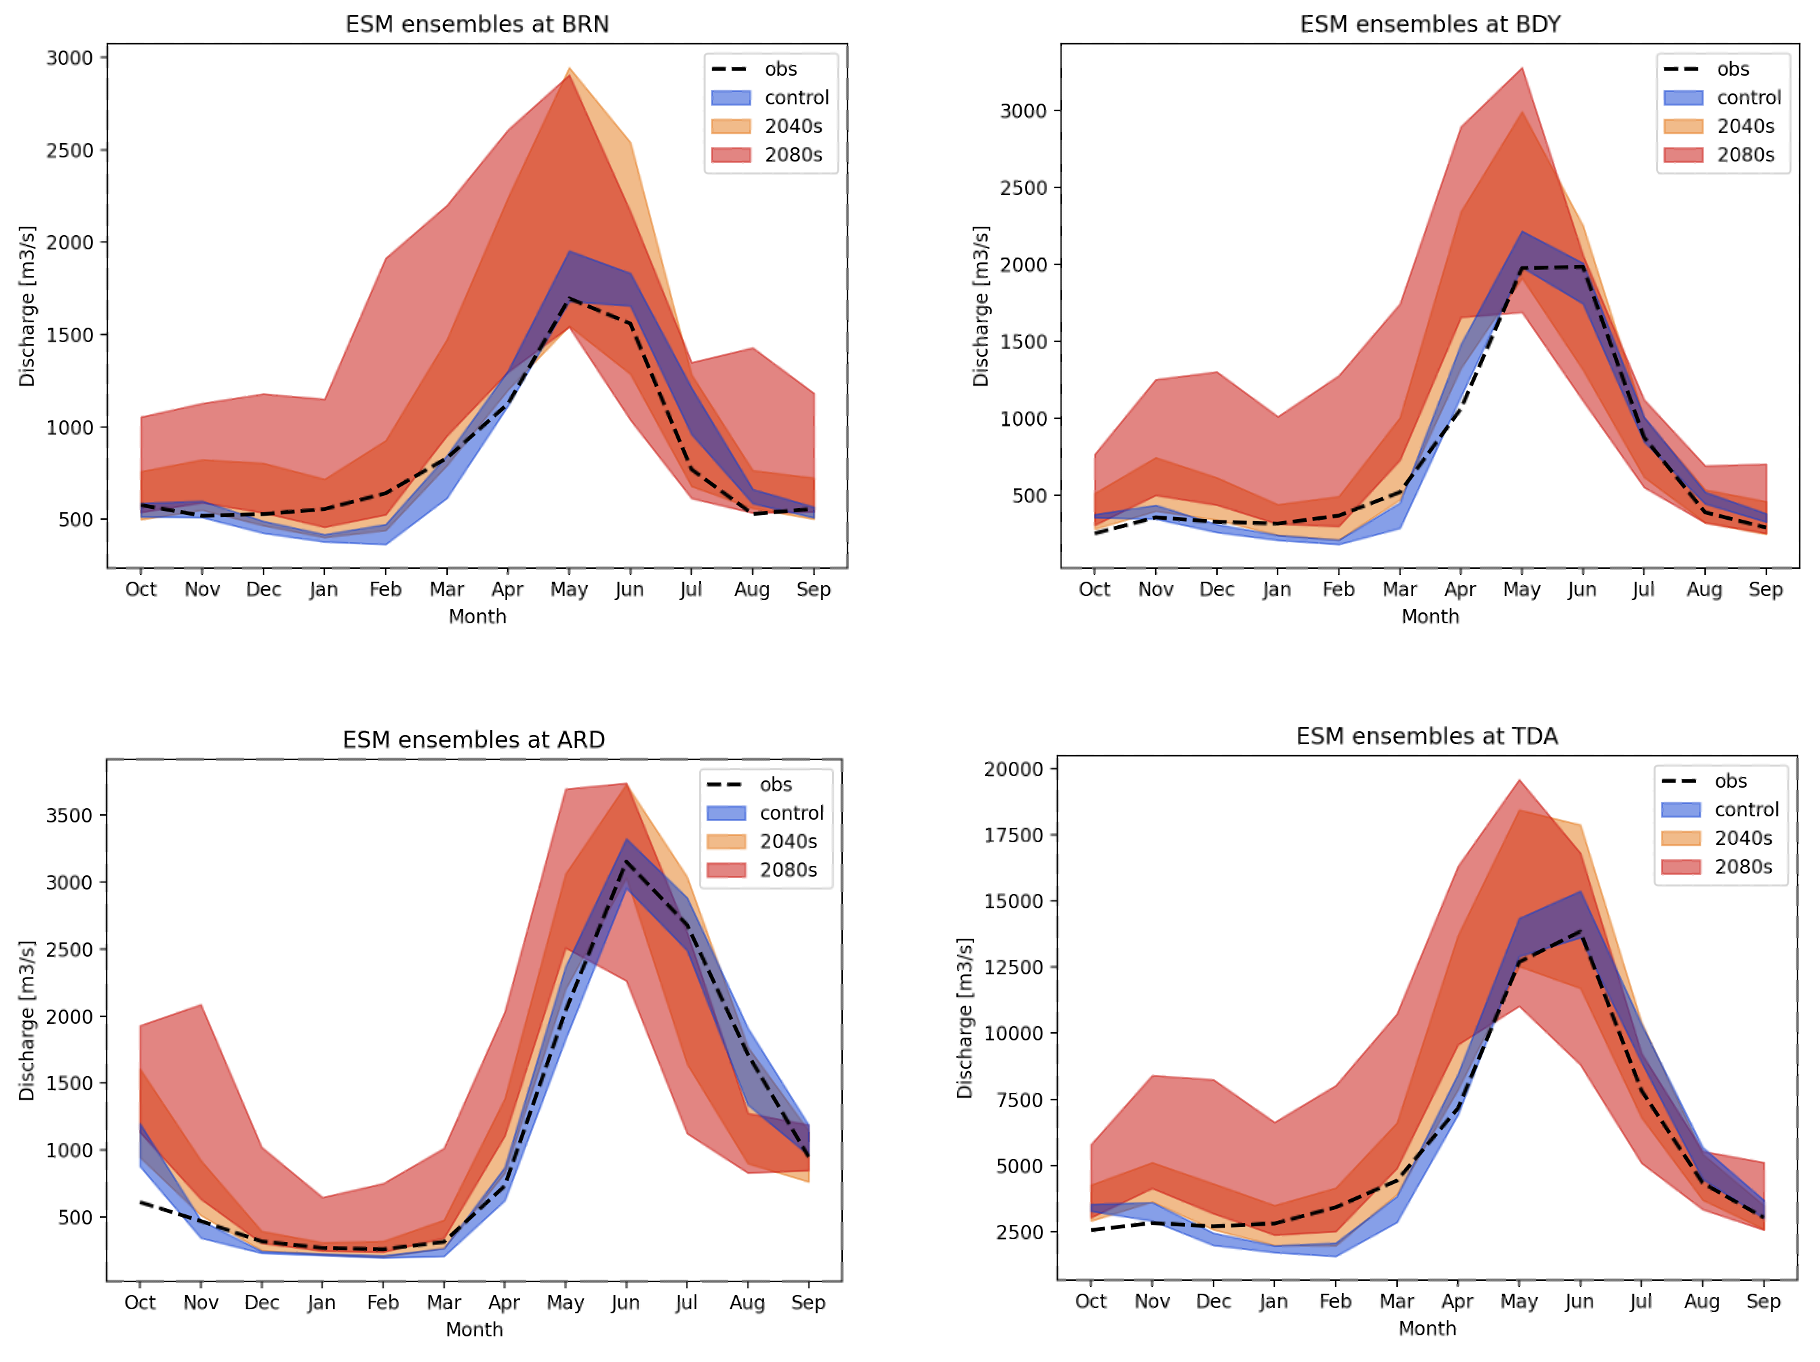 ESM ensembles at BRN
3000
2500
2000
1500
1000
500
Discharge [m3/s]
obs
control
2040s
2080s
Oct Nov Dec Jan Feb Mar Apr May Jun Jul Aug Sep
Month
ESM ensembles at BDY
3000
2500
2000
1500
1000
500
Discharge [m3/s]
obs
control
2040s
2080s
Oct Nov Dec Jan Feb Mar Apr May Jun Jul Aug Sep
Month
ESM ensembles at ARD
3500
3000
2500
2000
1500
1000
500
Discharge [m3/s]
obs
control
2040s
2080s
Oct Nov Dec Jan Feb Mar Apr May Jun Jul Aug Sep
Month
ESM ensembles at TDA
20000
17500
15000
12500
10000
7500
5000
2500
Discharge [m3/s]
obs
control
2040s
2080s
Oct Nov Dec Jan Feb Mar Apr May Jun Jul Aug Sep
Month